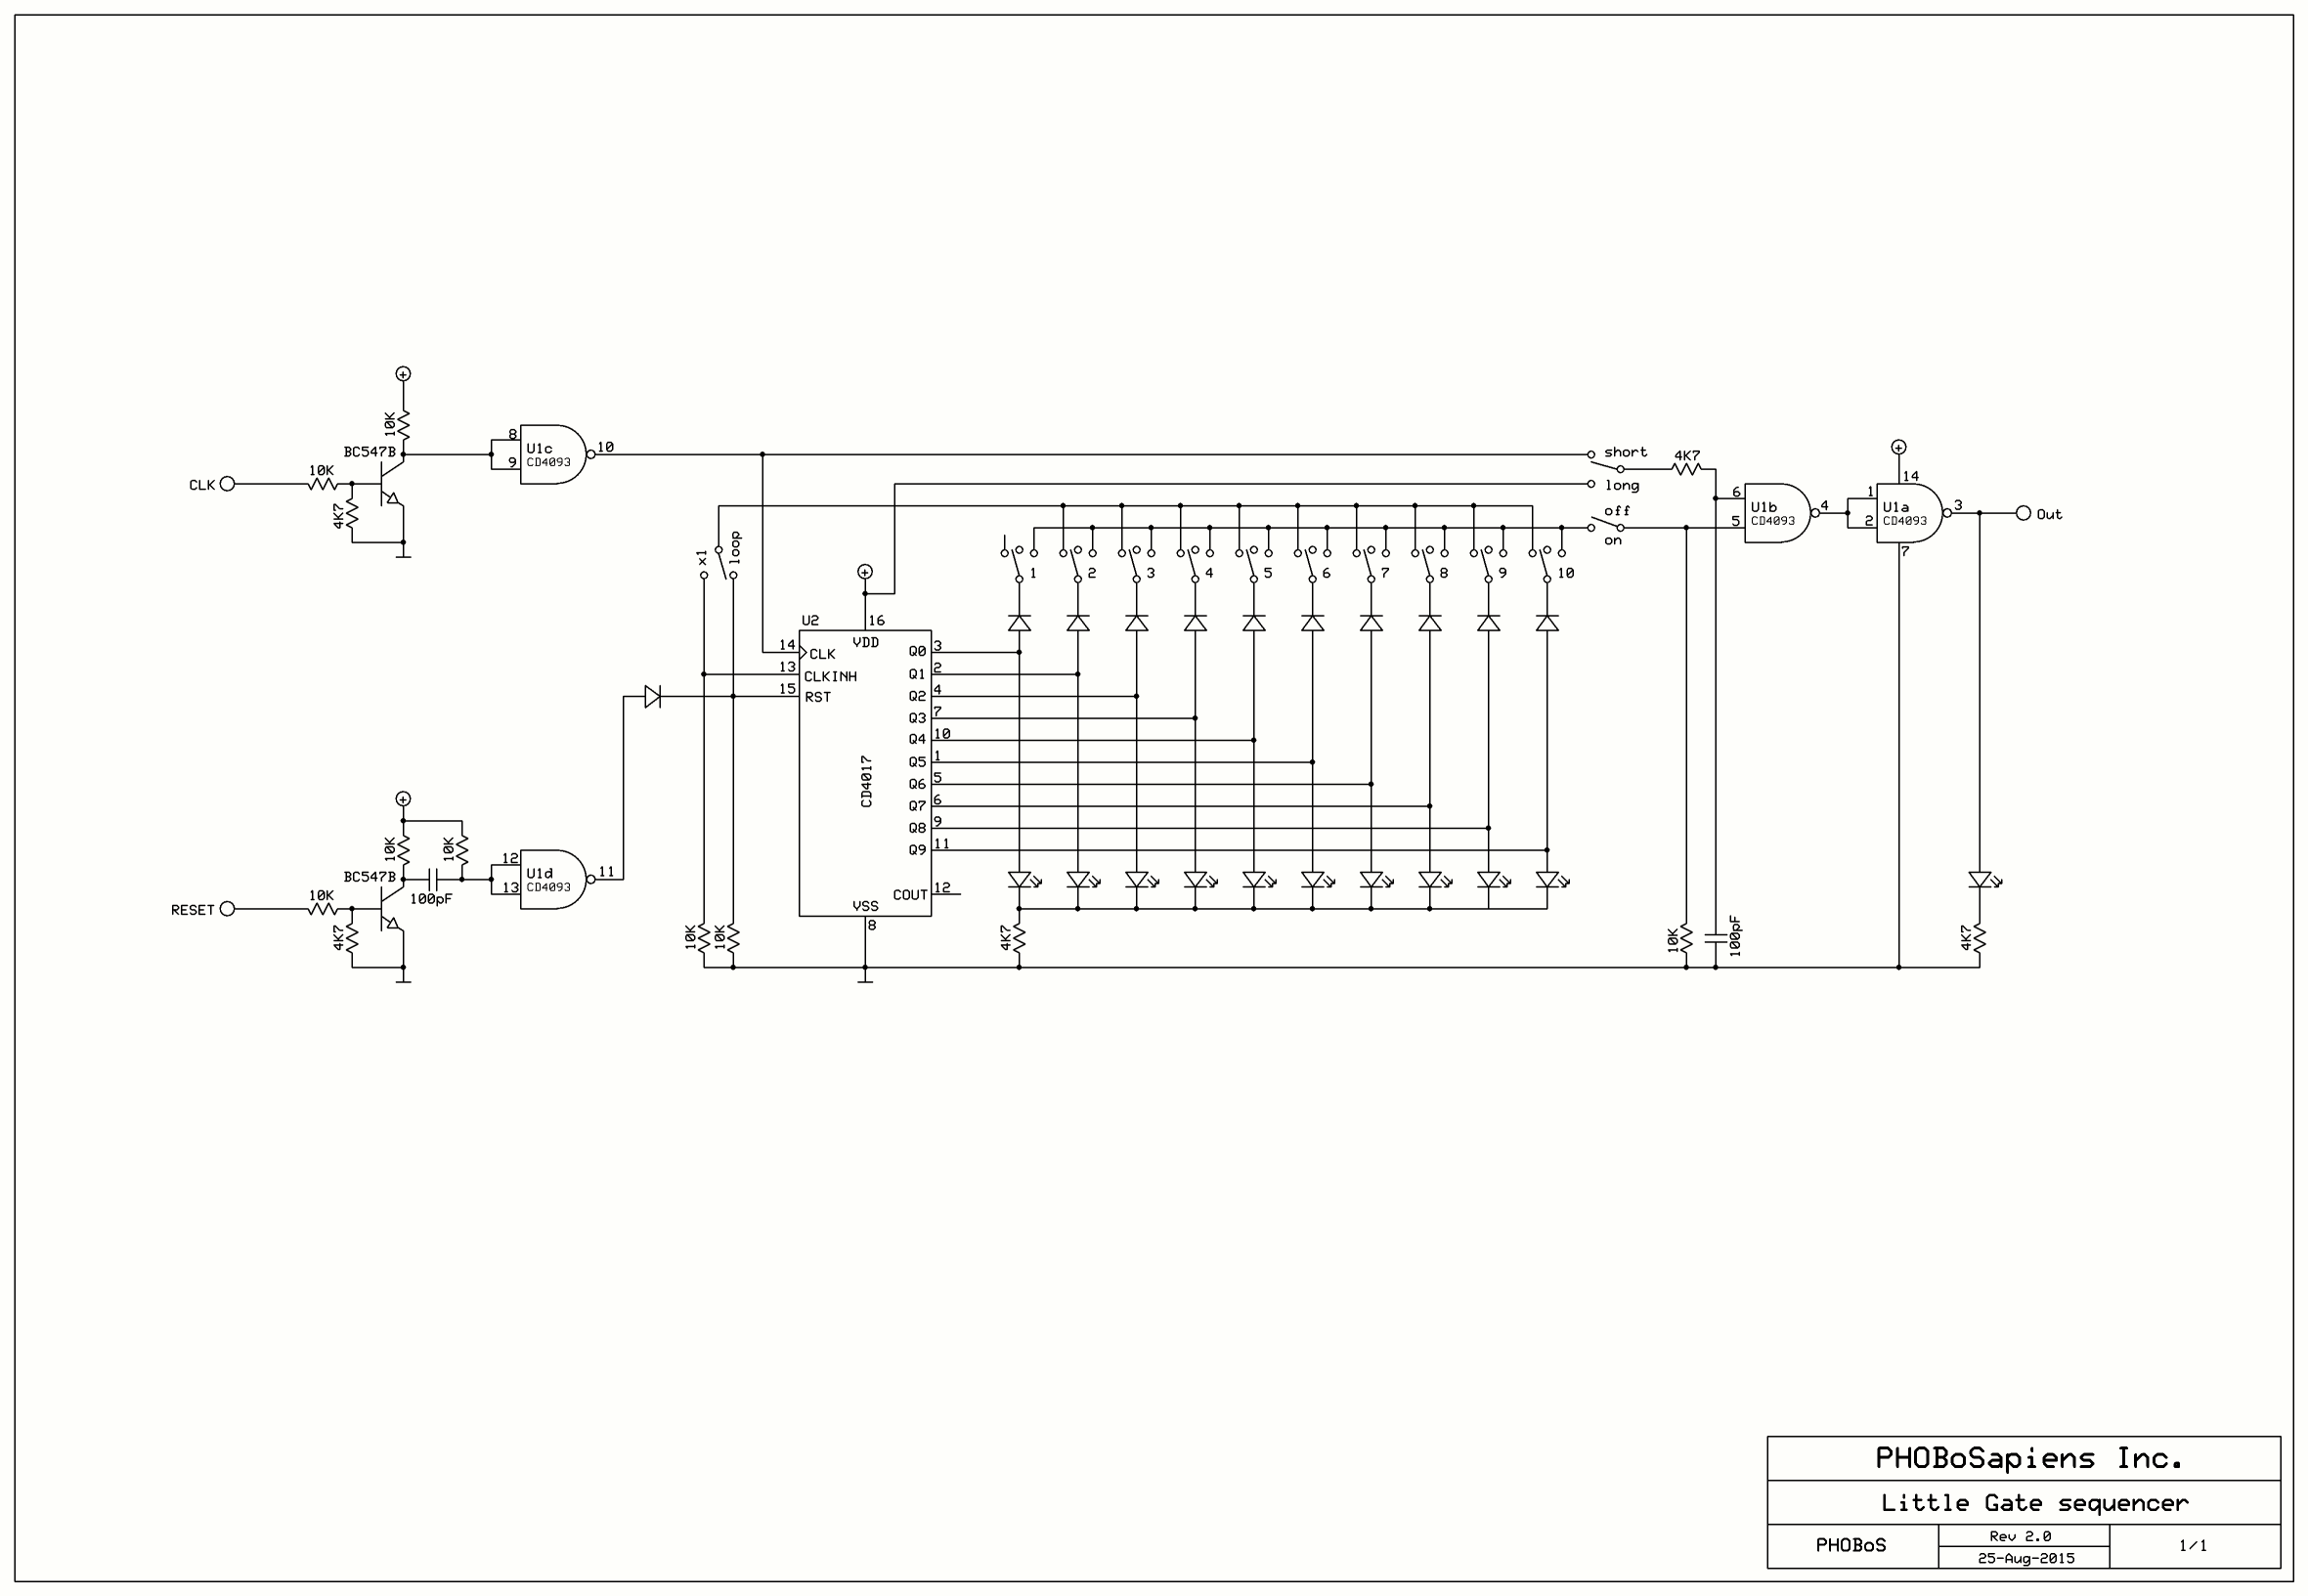 10K
BC547B
8
9
U1c
CD4093
10
CLK
10K
4K7
short
4K7
long
off
on
6
5
U1b
CD4093
4
1
2
14
U1a
CD4093
7
3
Out
x1
loop
1
2
3
4
5
6
7
8
9
10
U2
16
VDD
14
CLK
13
CLKINH
15
RST
CD4017
Q0
3
Q1
2
Q2
4
Q3
7
Q4
10
Q5
1
Q6
5
Q7
6
Q8
9
Q9
11
COUT
12
VSS
8
10K
10K
BC547B
100pF
12
13
U1d
CD4093
11
RESET
10K
4K7
10K
10K
4K7
10K
100pF
4K7
PHOBoSapiens Inc.
Little Gate sequencer
PHOBoS
Rev 2.0
25-Aug-2015
1/1